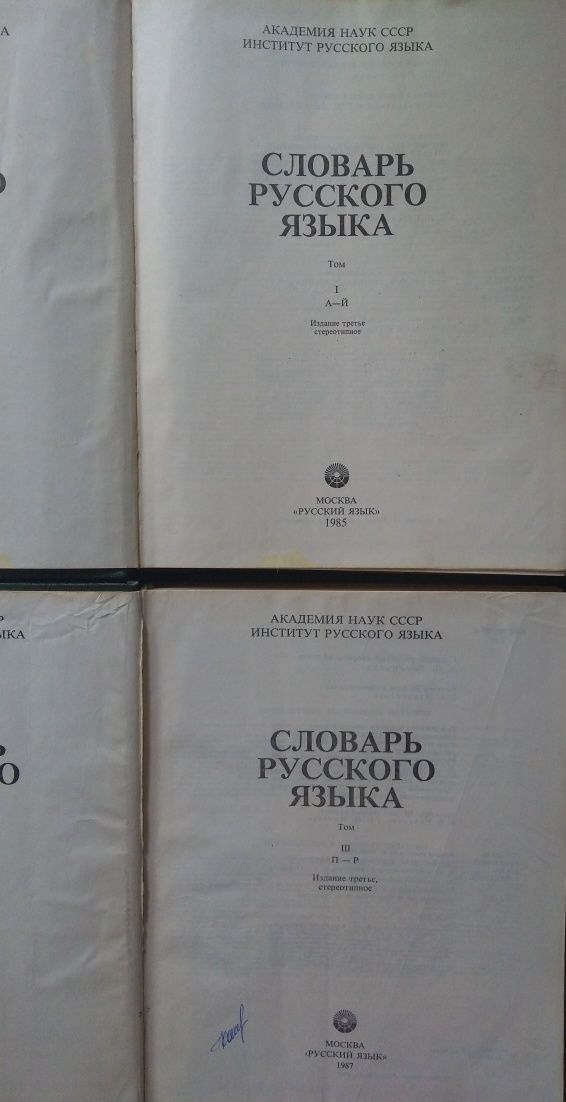 А
АКАДЕМИЯ НАУК СССР
ИНСТИТУТ РУССКОГО ЯЗЫКА
О
СЛОВАРЬ
РУССКОГО
ЯЗЫКА
Том
I
А—Й
Издание третье
стереотипное
МОСКВА
«РУССКИЙ ЯЗЫК»
1985
Р
ЫКА
АКАДЕМИЯ НАУК СССР
ИНСТИТУТ РУССКОГО ЯЗЫКА
Ь
О
СЛОВАРЬ
РУССКОГО
ЯЗЫКА
Том
III
П — Р
Издание третье,
стереотипное
МОСКВА
«РУССКИЙ ЯЗЫК»
1987